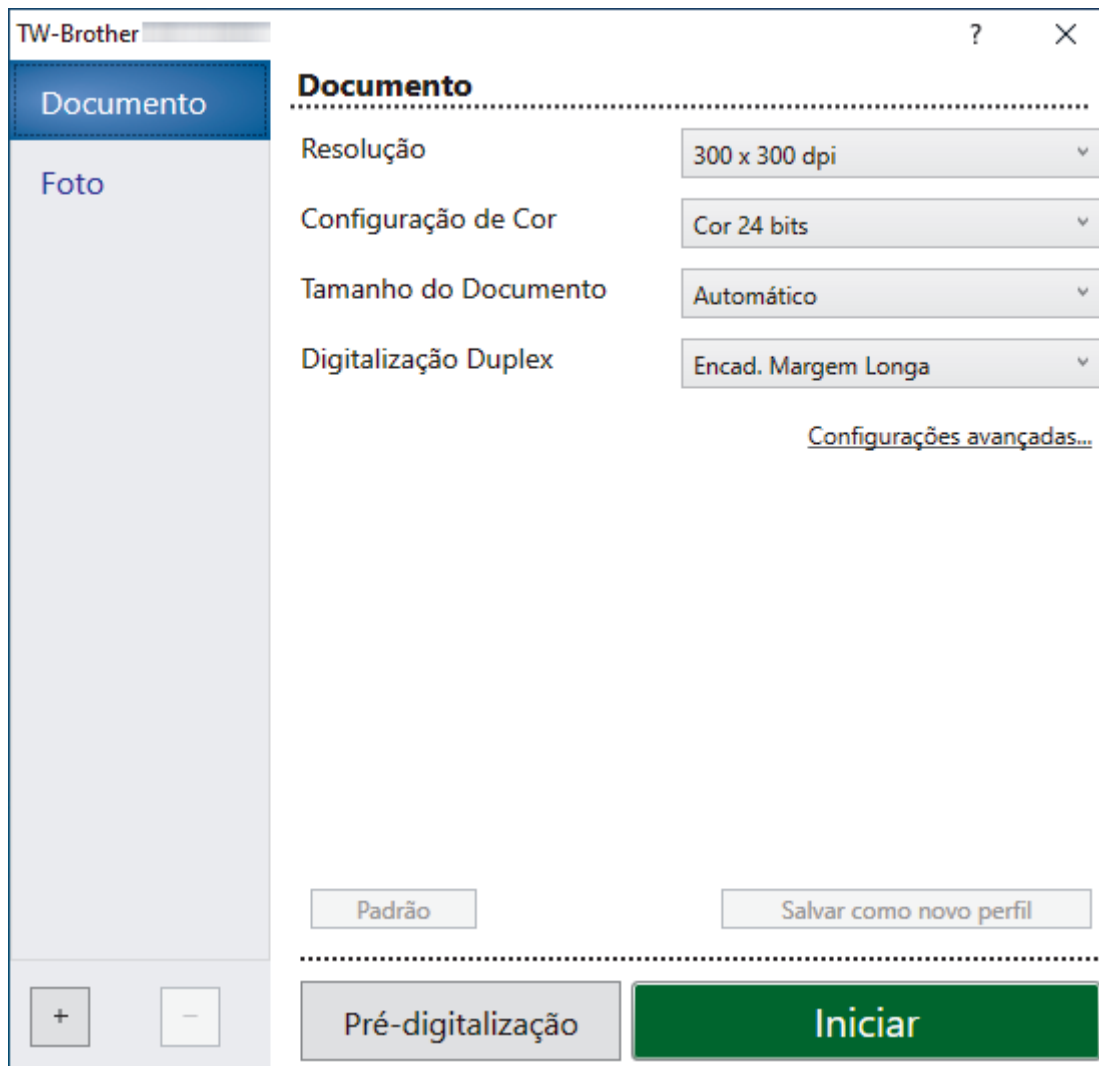 TW-Brother
?
Documento
Foto
Documento
Resolução
300 x 300 dpi
Configuração de Cor
Cor 24 bits
Tamanho do Documento
Automático
Digitalização Duplex
Encad. Margem Longa
Configurações avançadas...
Padrão
Salvar como novo perfil
+
−
Pré-digitalização
Iniciar